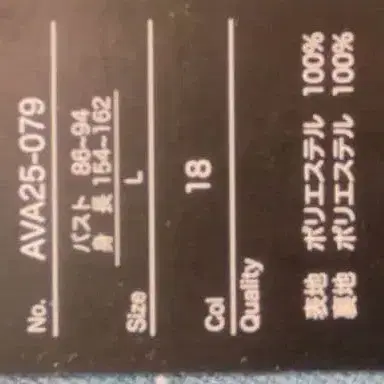 No. AVA25-079
バスト 86~94
身 長 154~162
Size L
Col 18
Quality
表地 ポリエステル 100%
裏地 ポリエステル 100%